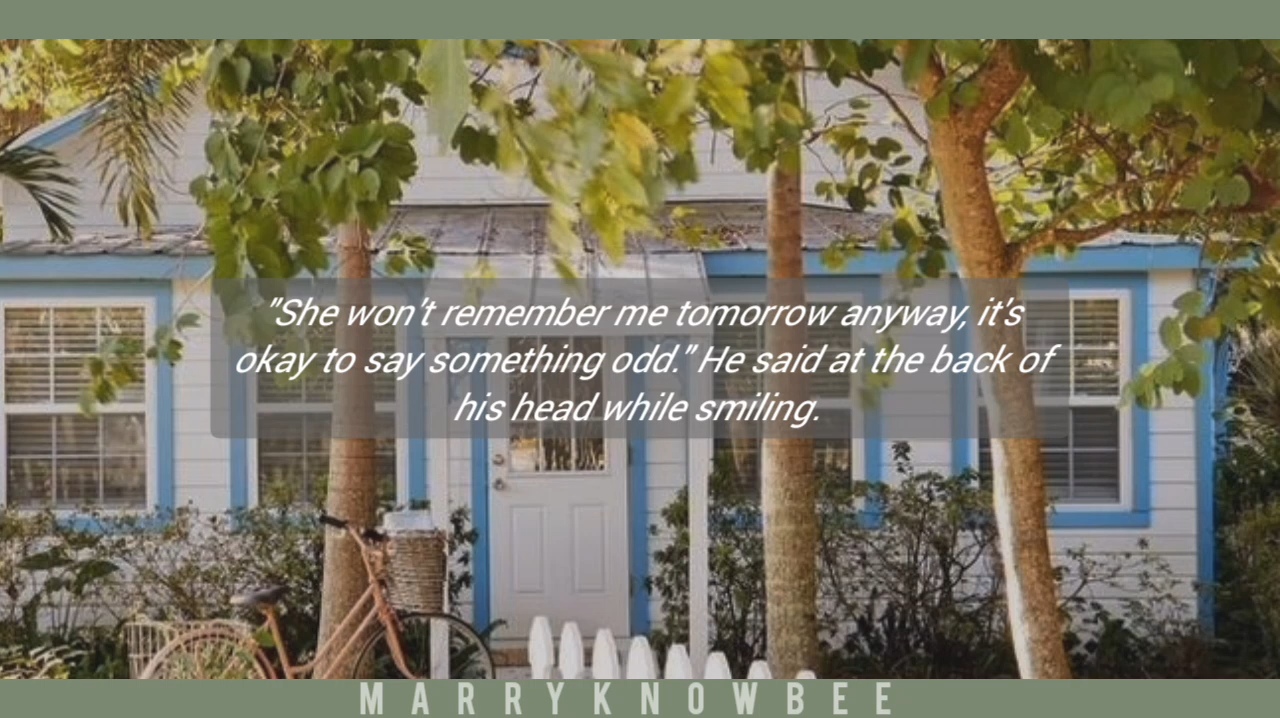 "She won't remember me tomorrow anyway, it's
okay to say something odd." He said at the back of
his head while smiling.
MARRYKNOWBEE